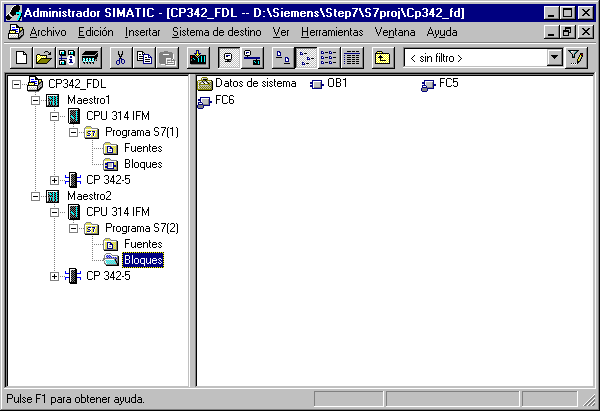 Administrador SIMATIC - [CP342_FDL -- D:\Siemens\Step7\S7proj\Cp342_fd]
Archivo Edición Insertar Sistema de destino Ver Herramientas Ventana Ayuda
< sin filtro >
CP342_FDL
Maestro1
CPU 314 IFM
Programa S7(1)
Fuentes
Bloques
CP 342-5
Maestro2
CPU 314 IFM
Programa S7(2)
Fuentes
Bloques
CP 342-5
Datos de sistema OB1 FC5
FC6
Pulse F1 para obtener ayuda.